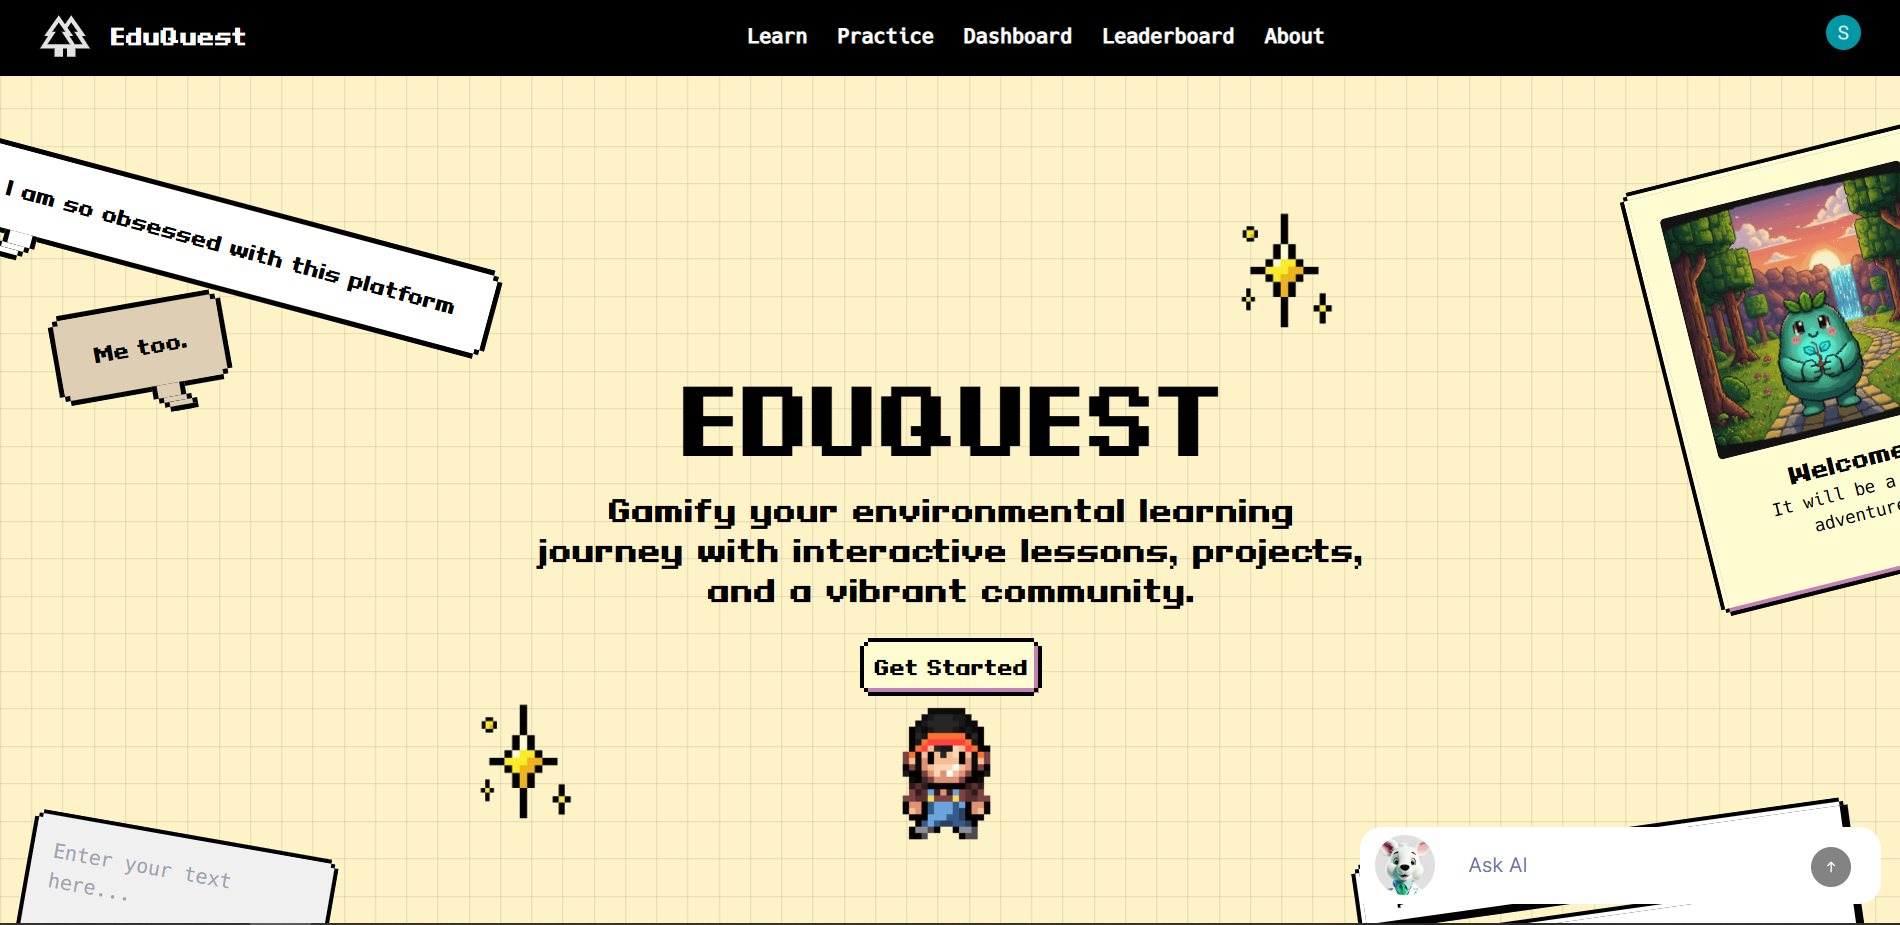 EduQuest
Learn Practice Dashboard Leaderboard About
S
I am so obsessed with this platform
Me too.
EDUQUEST
Gamify your environmental learning
journey with interactive lessons, projects,
and a vibrant community.
Get Started
Welcome
It will be a
adventure
Enter your text
here...
Ask AI